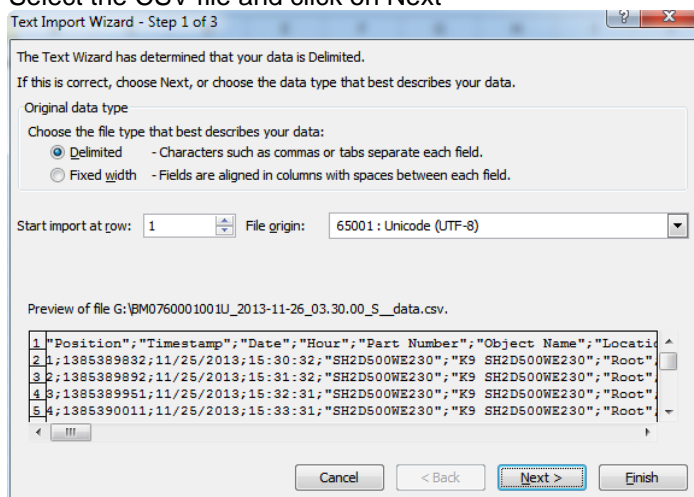 Select the CSV file and click on Next
Text Import Wizard - Step 1 of 3
The Text Wizard has determined that your data is Delimited.
If this is correct, choose Next, or choose the data type that best describes your data.
Original data type
Choose the file type that best describes your data:
Delimited - Characters such as commas or tabs separate each field.
Fixed width - Fields are aligned in columns with spaces between each field.
Start import at row: 1 File origin: 65001 : Unicode (UTF-8)
Preview of file G:\BM0760001001U_2013-11-26_03.30.00_S__data.csv.
1 "Position";"Timestamp";"Date";"Hour";"Part Number";"Object Name";"Locatio
2 1;1385389832;11/25/2013;15:30:32;"SH2D500WE230";"K9 SH2D500WE230";"Root"
3 2;1385389892;11/25/2013;15:31:32;"SH2D500WE230";"K9 SH2D500WE230";"Root"
4 3;1385389951;11/25/2013;15:32:31;"SH2D500WE230";"K9 SH2D500WE230";"Root"
5 4;1385390011;11/25/2013;15:33:31;"SH2D500WE230";"K9 SH2D500WE230";"Root"
Cancel < Back Next > Finish